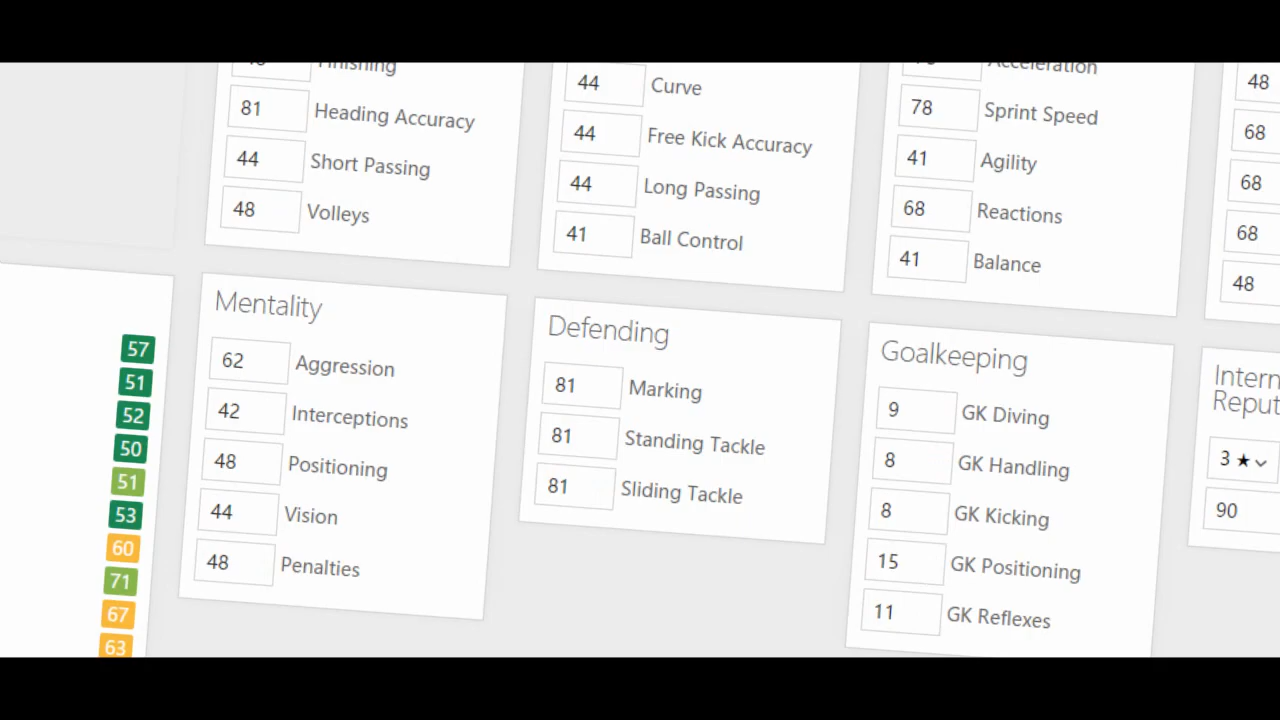 Finishing
81 Heading Accuracy
44 Short Passing
48 Volleys
44 Curve
44 Free Kick Accuracy
44 Long Passing
41 Ball Control
Acceleration
78 Sprint Speed
41 Agility
68 Reactions
41 Balance
48
68
68
68
48
57
51
52
50
51
53
60
71
67
63
Mentality
62 Aggression
42 Interceptions
48 Positioning
44 Vision
48 Penalties
Defending
81 Marking
81 Standing Tackle
81 Sliding Tackle
Goalkeeping
9 GK Diving
8 GK Handling
8 GK Kicking
15 GK Positioning
11 GK Reflexes
Intern
Reput
3 ★
90